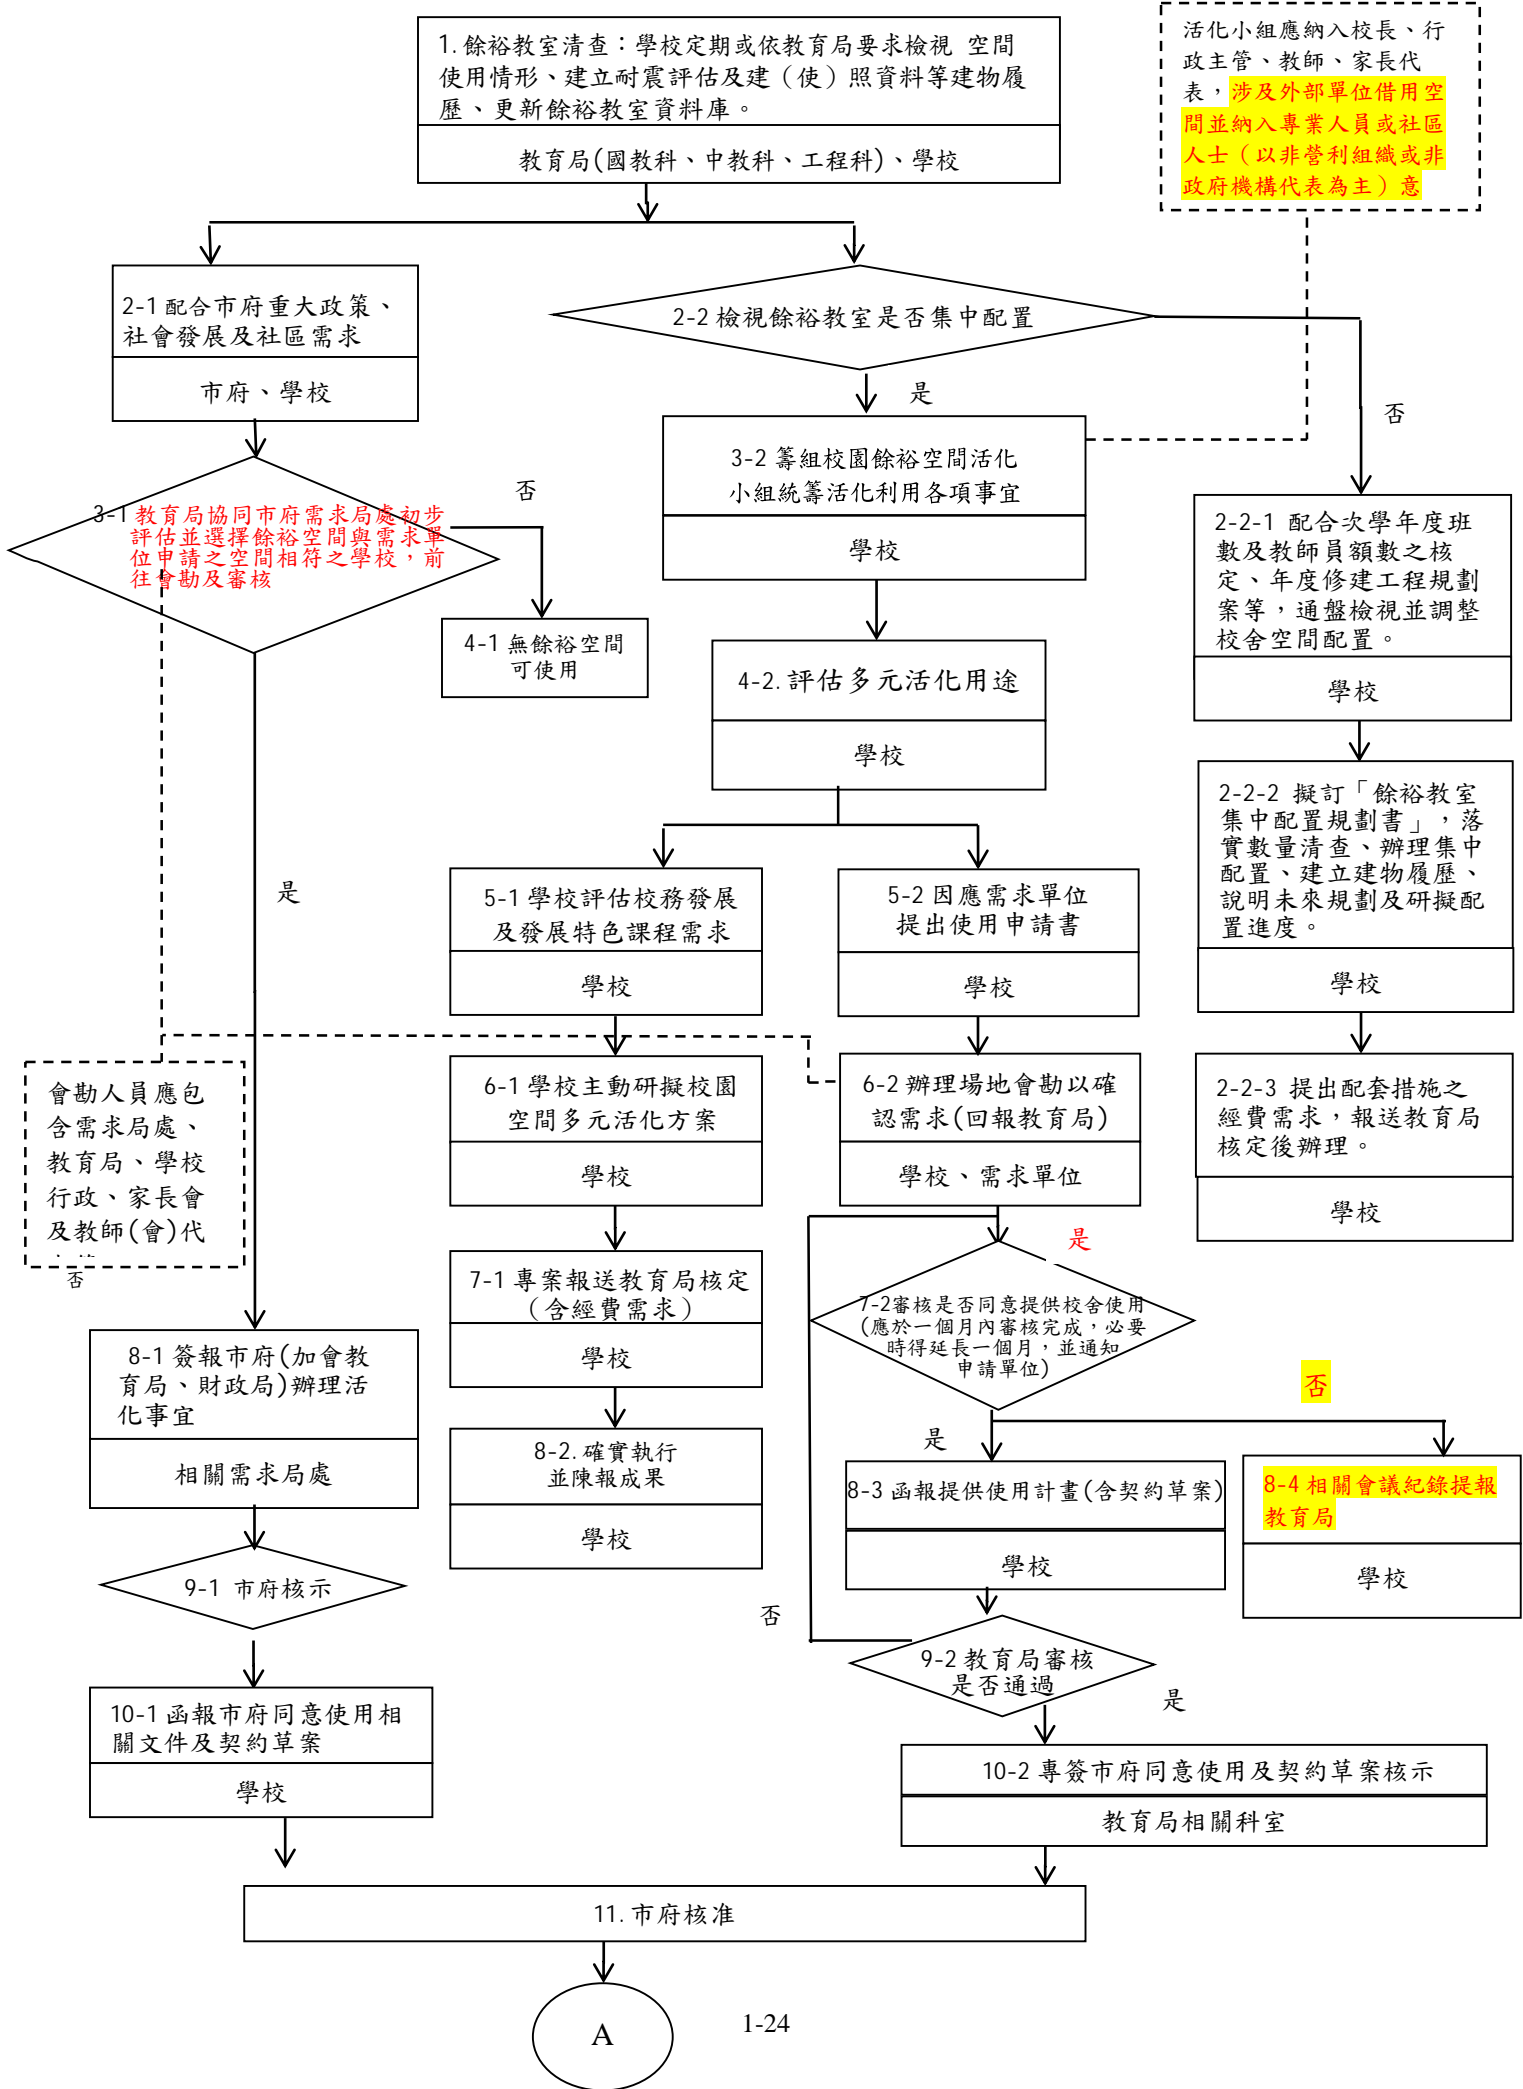 1.餘裕教室清查：學校定期或依教育局要求檢視 空間
使用情形、建立耐震評估及建（使）照資料等建物履
歷、更新餘裕教室資料庫。
教育局(國教科、中教科、工程科)、學校
活化小組應納入校長、行
政主管、教師、家長代
表，涉及外部單位借用空
間並納入專業人員或社區
人士（以非營利組織或非
政府機構代表為主）意
2-1 配合市府重大政策、
社會發展及社區需求
市府、學校
2-2 檢視餘裕教室是否集中配置
是
否
3-1 教育局協同市府需求局處初步
評估並選擇餘裕空間與需求單
位申請之空間相符之學校，前
往會勘及審核
否
3-2 籌組校園餘裕空間活化
小組統籌活化利用各項事宜
學校
2-2-1 配合次學年度班
數及教師員額數之核
定、年度修建工程規劃
案等，通盤檢視並調整
校舍空間配置。
學校
4-1 無餘裕空間
可使用
4-2.評估多元活化用途
學校
2-2-2 擬訂「餘裕教室
集中配置規劃書」，落
實數量清查、辦理集中
配置、建立建物履歷、
說明未來規劃及研擬配
置進度。
學校
是
5-1 學校評估校務發展
及發展特色課程需求
學校
5-2 因應需求單位
提出使用申請書
學校
會勘人員應包
含需求局處、
教育局、學校
行政、家長會
及教師(會)代
否
6-1 學校主動研擬校園
空間多元活化方案
學校
6-2 辦理場地會勘以確
認需求(回報教育局)
學校、需求單位
2-2-3 提出配套措施之
經費需求，報送教育局
核定後辦理。
學校
是
7-1 專案報送教育局核定
（含經費需求）
學校
7-2審核是否同意提供校舍使用
(應於一個月內審核完成，必要
時得延長一個月，並通知
申請單位)
否
是
8-1 簽報市府(加會教
育局、財政局)辦理活
化事宜
相關需求局處
8-2.確實執行
並陳報成果
學校
8-3 函報提供使用計畫(含契約草案)
學校
8-4 相關會議紀錄提報
教育局
學校
9-1 市府核示
否
9-2 教育局審核
是否通過
是
10-1 函報市府同意使用相
關文件及契約草案
學校
10-2 專簽市府同意使用及契約草案核示
教育局相關科室
11.市府核准
A
1-24